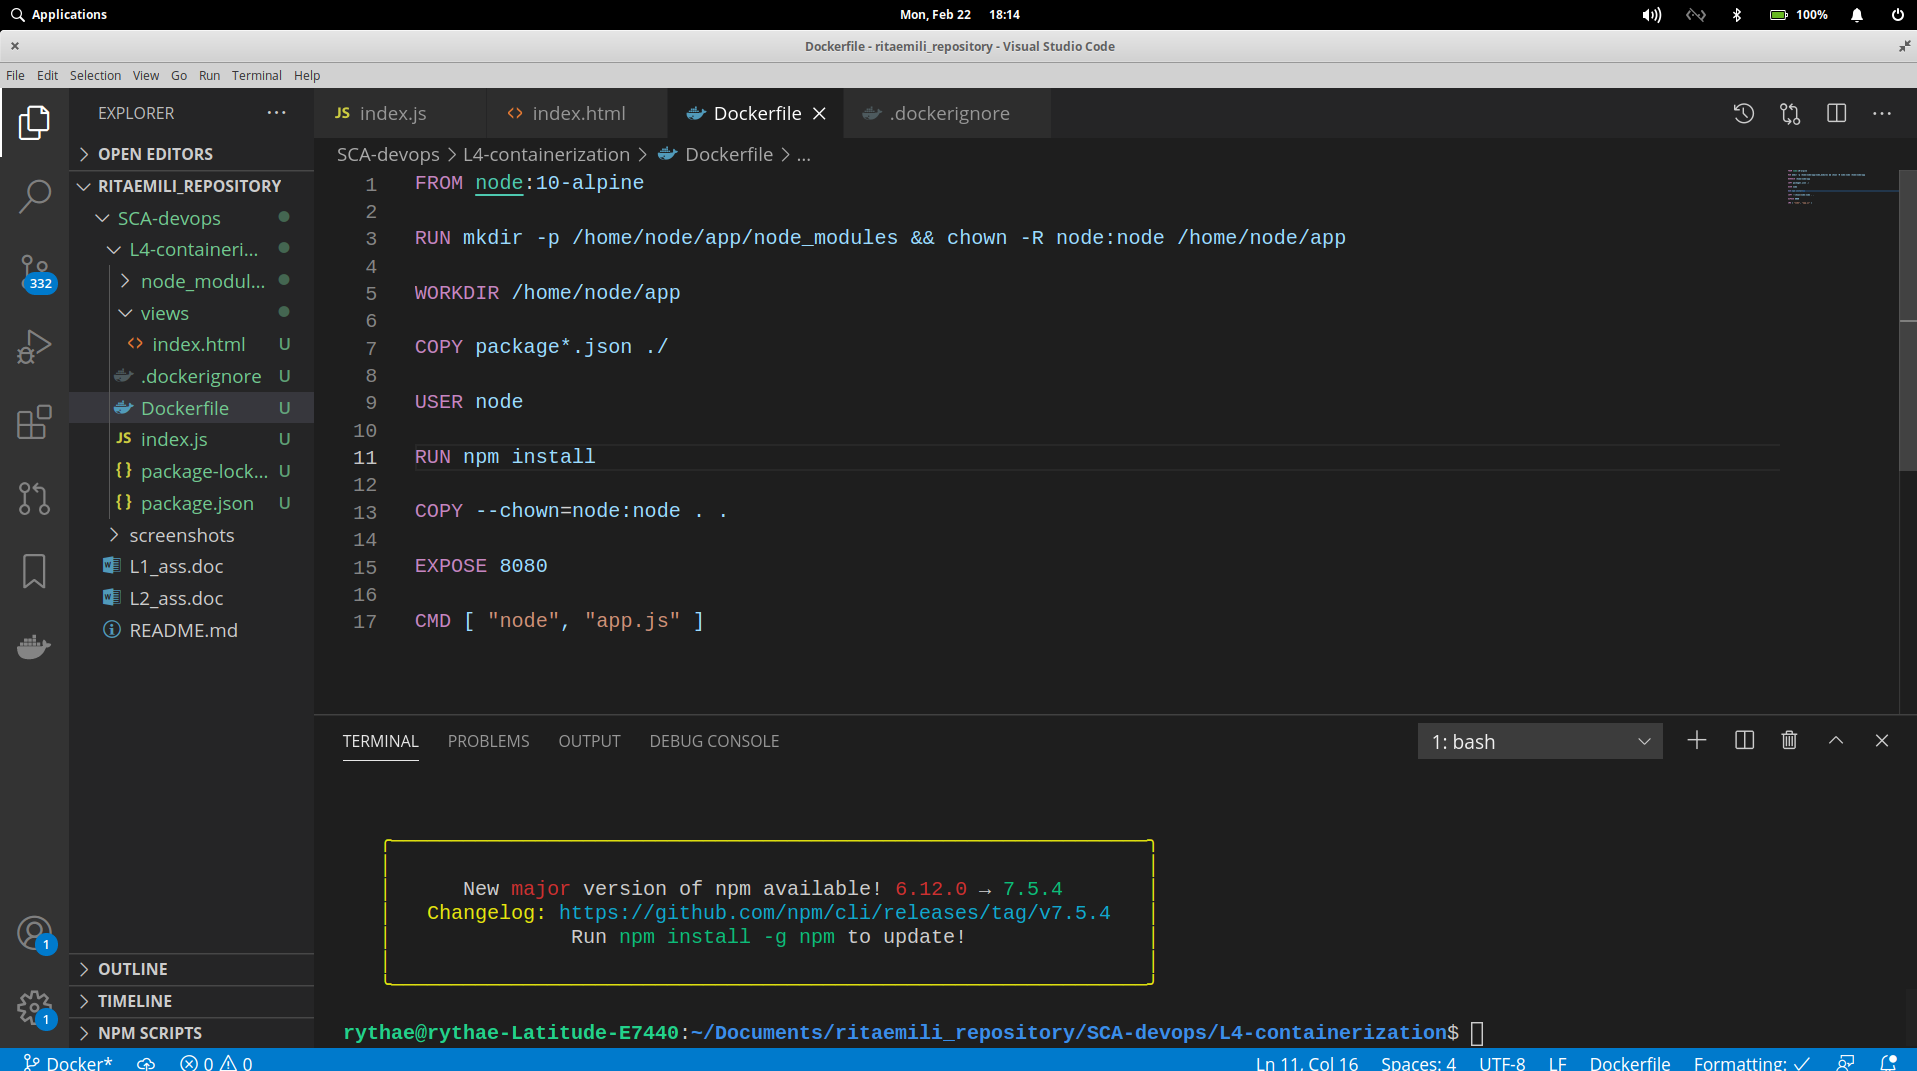 Applications
Mon, Feb 22 18:14
100%
Dockerfile - ritaemili_repository - Visual Studio Code
File Edit Selection View Go Run Terminal Help
EXPLORER
JS index.js
index.html
Dockerfile
.dockerignore
OPEN EDITORS
RITAEMILI_REPOSITORY
SCA-devops
L4-containeri...
node_modul...
views
index.html U
.dockerignore U
Dockerfile U
JS index.js U
{} package-lock... U
{} package.json U
screenshots
L1_ass.doc
L2_ass.doc
README.md
332
1
1
OUTLINE
TIMELINE
NPM SCRIPTS
SCA-devops > L4-containerization > Dockerfile > ...
1 FROM node:10-alpine
2
3 RUN mkdir -p /home/node/app/node_modules && chown -R node:node /home/node/app
4
5 WORKDIR /home/node/app
6
7 COPY package*.json ./
8
9 USER node
10
11 RUN npm install
12
13 COPY --chown=node:node . .
14
15 EXPOSE 8080
16
17 CMD [ "node", "app.js" ]
TERMINAL PROBLEMS OUTPUT DEBUG CONSOLE
1: bash
New major version of npm available! 6.12.0 → 7.5.4
Changelog: https://github.com/npm/cli/releases/tag/v7.5.4
Run npm install -g npm to update!
rythae@rythae-Latitude-E7440:~/Documents/ritaemili_repository/SCA-devops/L4-containerization$
Docker* 0 0
Ln 11, Col 16 Spaces: 4 UTF-8 LF Dockerfile Formatting: ✓